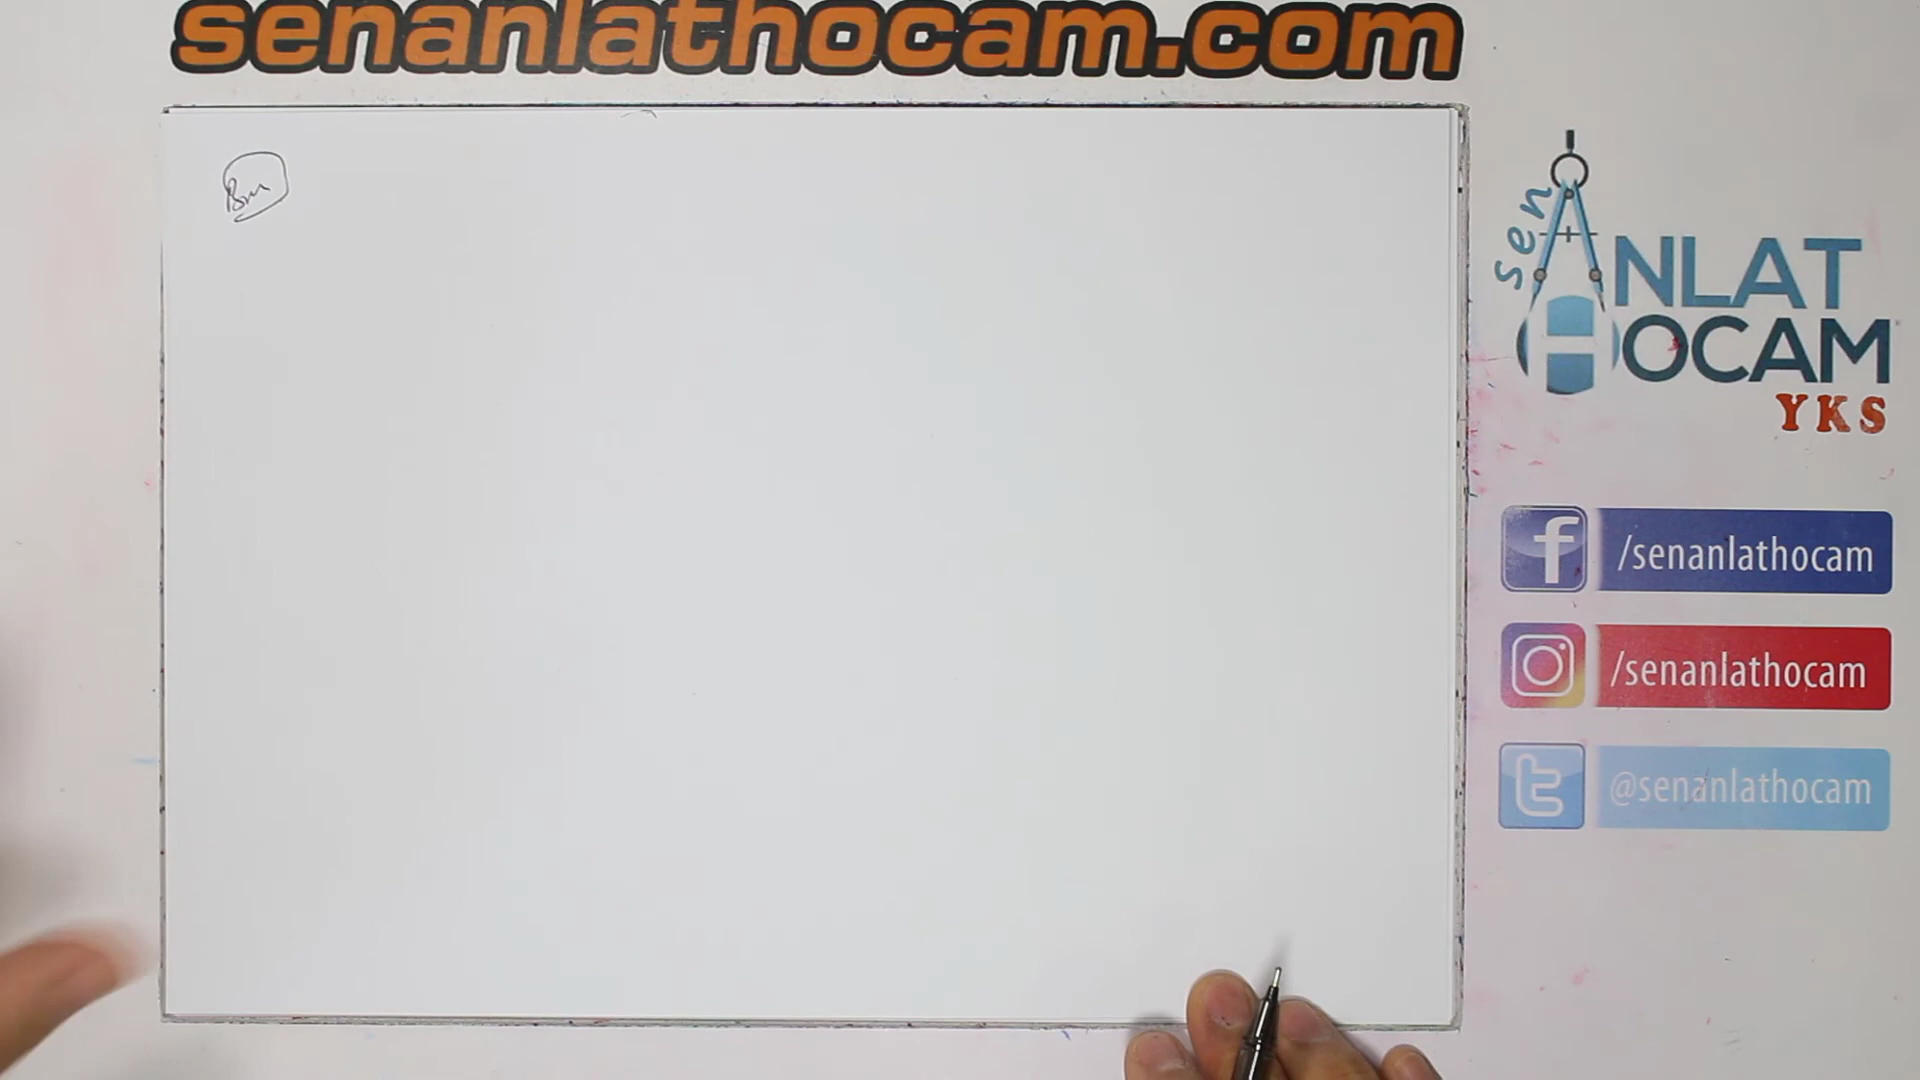 senanlathocam.com
sen
ANLAT
HOCAM
YKS
/senanlathocam
/senanlathocam
@senanlathocam